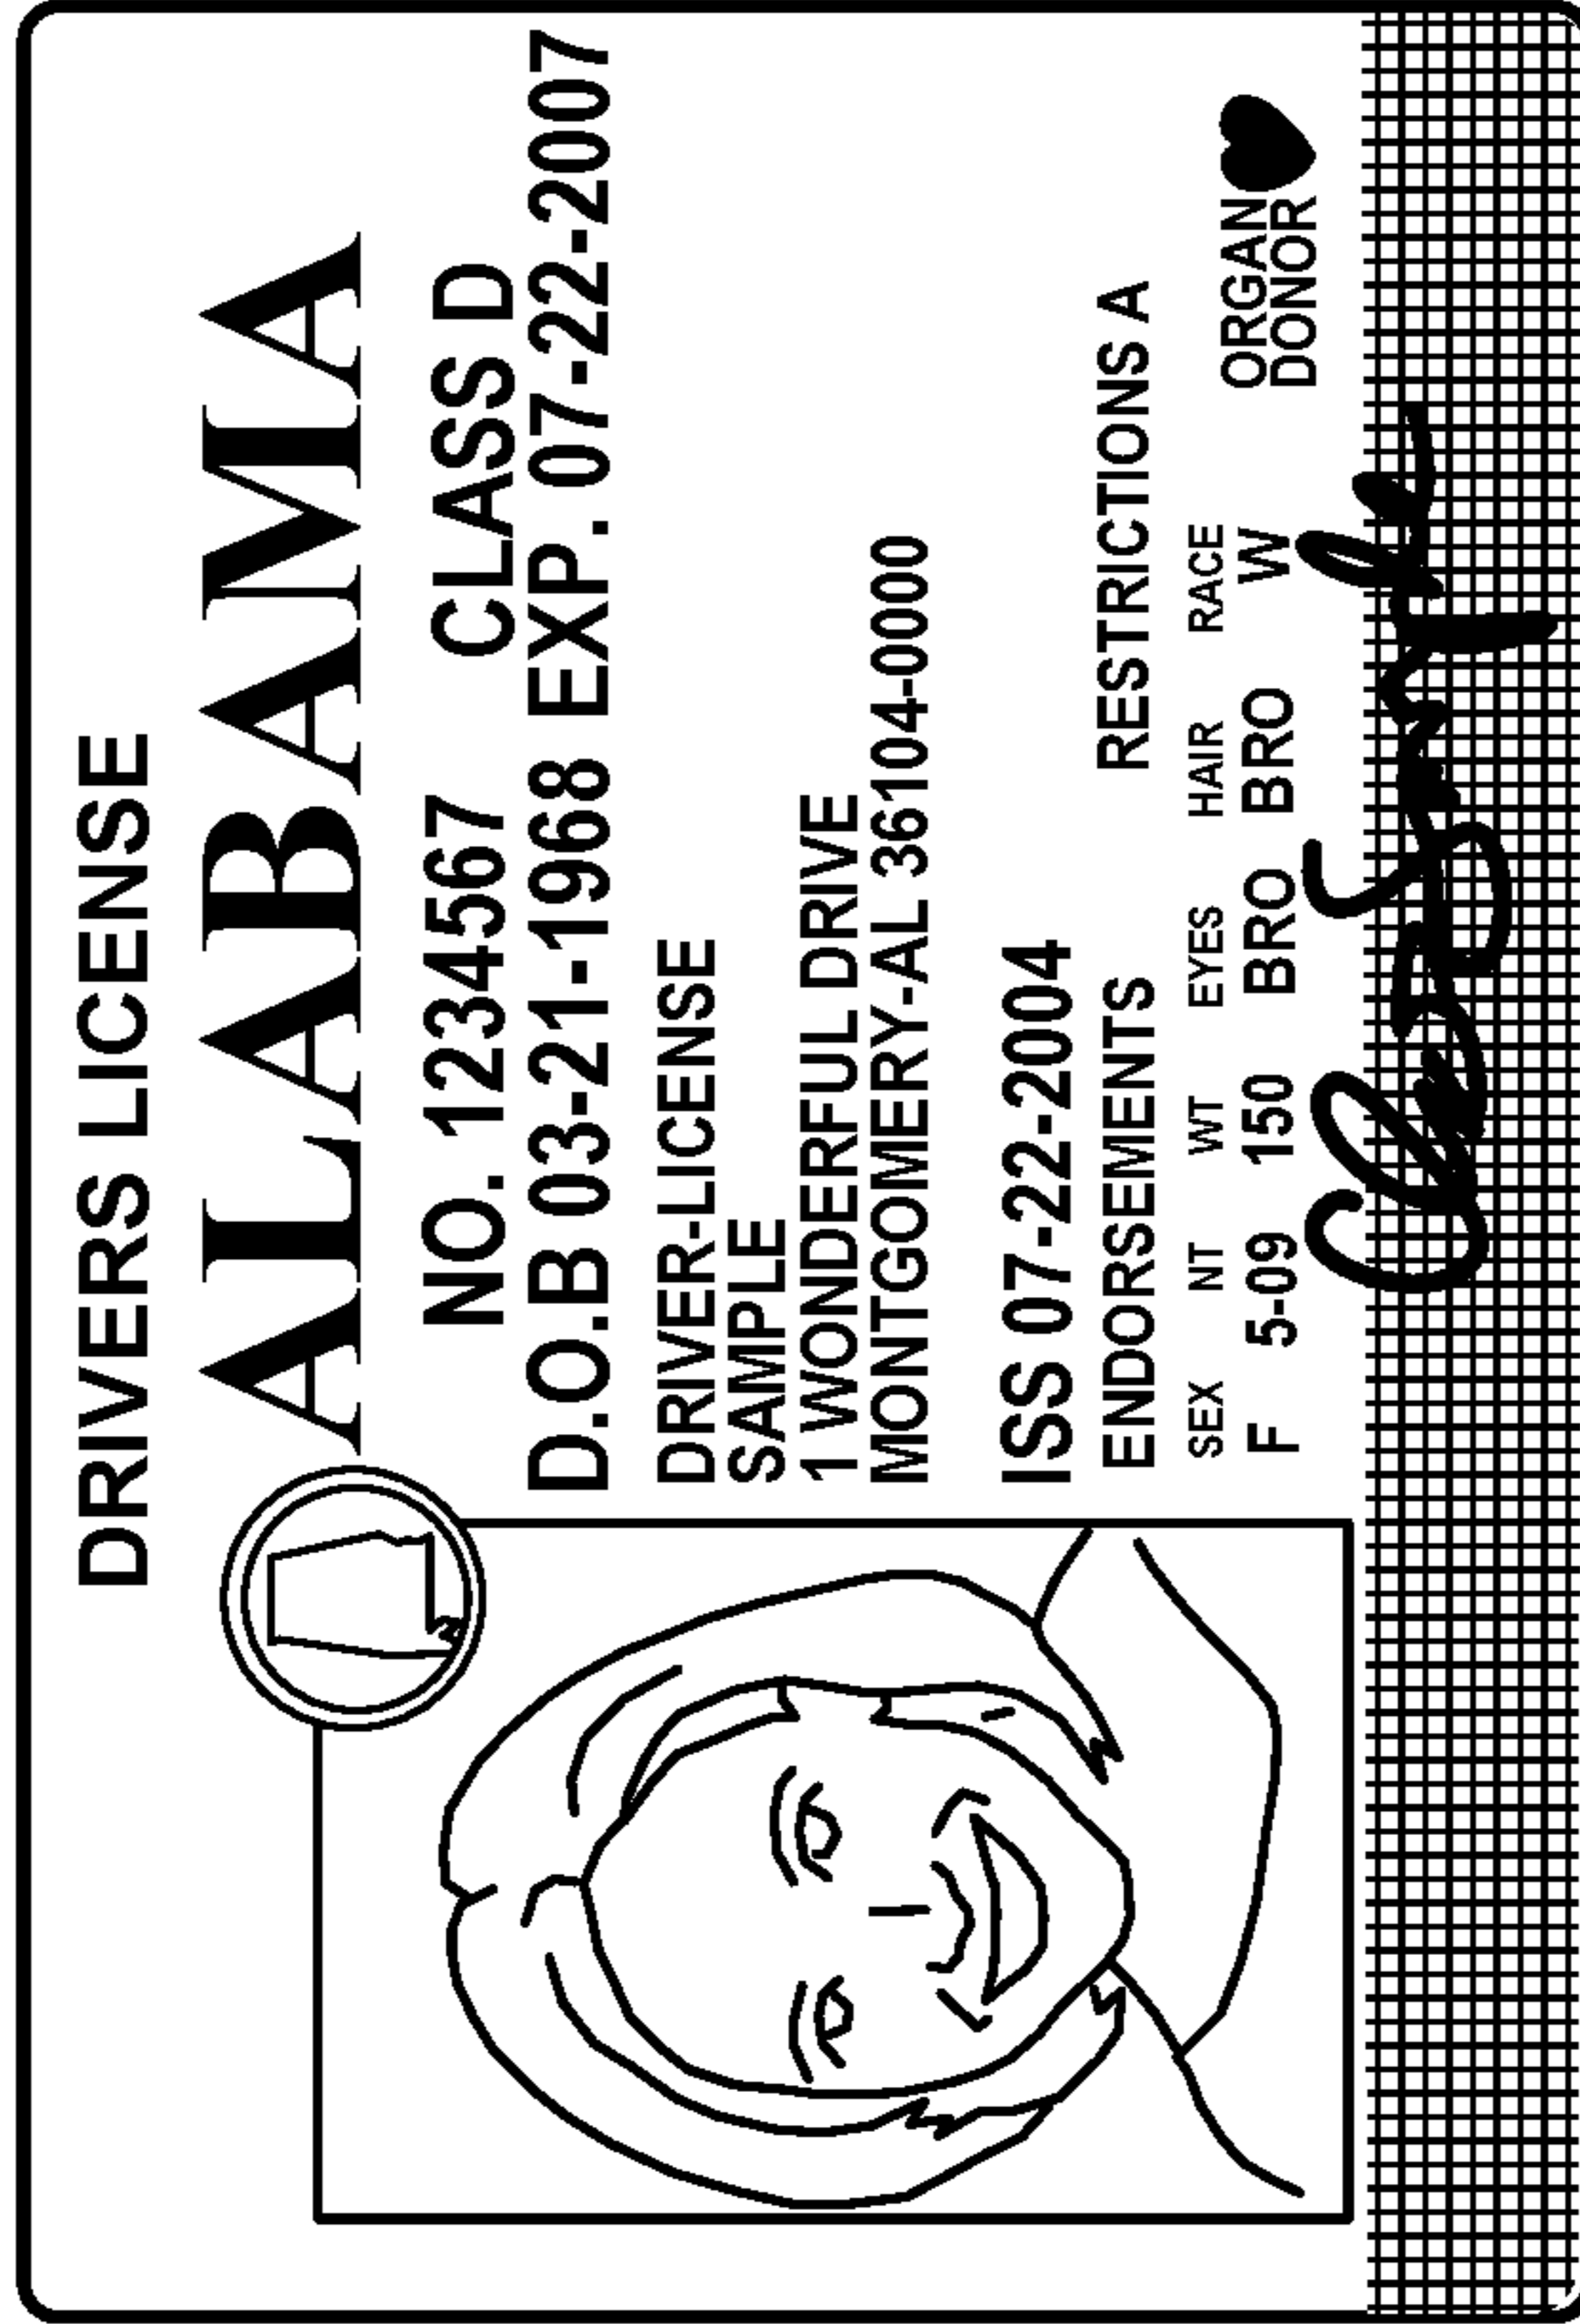 DRIVERS LICENSE
ALABAMA
NO. 1234567 CLASS D
D.O.B 03-21-1968 EXP. 07-22-2007
DRIVER-LICENSE
SAMPLE
1 WONDERFUL DRIVE
MONTGOMERY-AL 36104-0000
ISS 07-22-2004
ENDORSEMENTS RESTRICTIONS A
SEX NT WT EYES HAIR RACE
F 5-09 150 BRO BRO W
ORGAN
DONOR